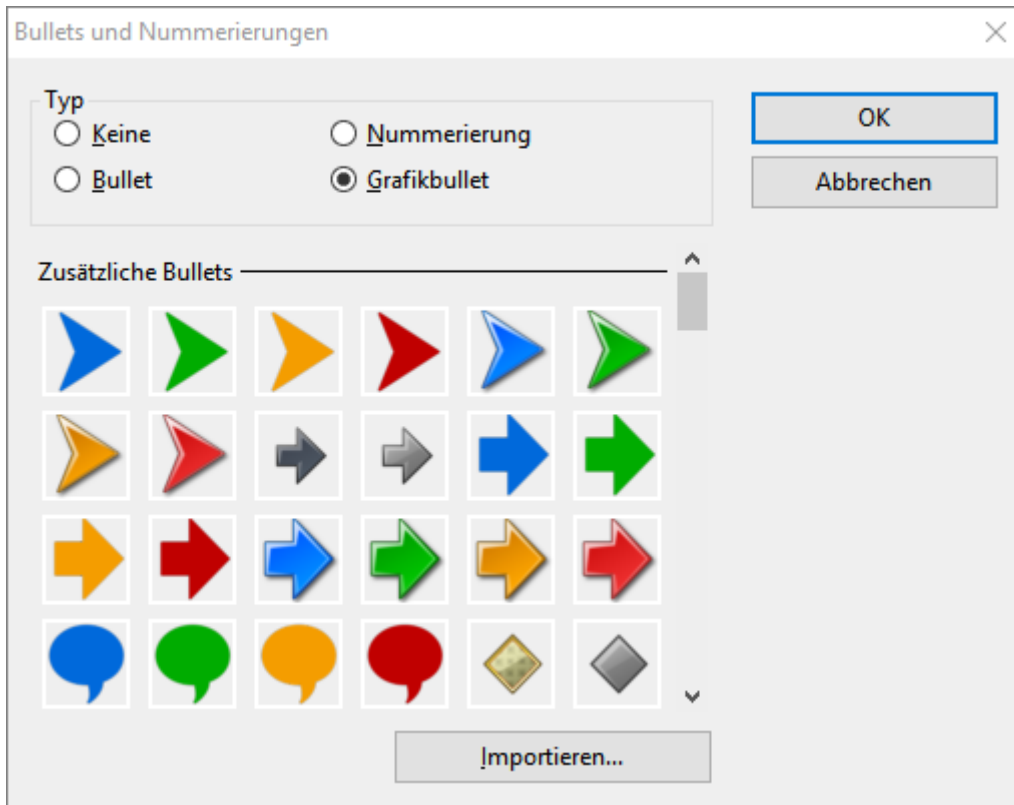 Bullets und Nummerierungen
Typ
Keine
Nummerierung
Bullet
Grafikbullet
OK
Abbrechen
Zusätzliche Bullets
Importieren...